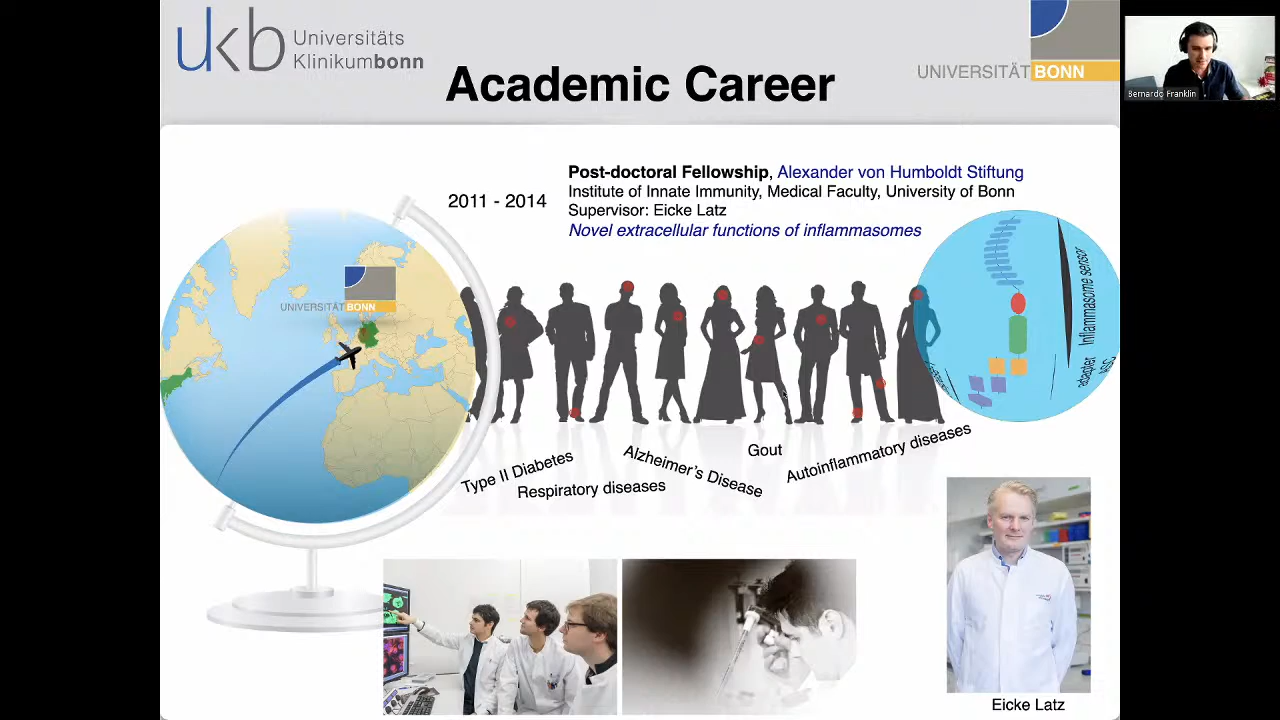 ukb Universitäts
Klinikumbonn
Academic Career
UNIVERSITÄT BONN
Bernardo Franklin
2011 - 2014
Post-doctoral Fellowship, Alexander von Humboldt Stiftung
Institute of Innate Immunity, Medical Faculty, University of Bonn
Supervisor: Eicke Latz
Novel extracellular functions of inflammasomes
UNIVERSITÄT BONN
Inflammasome sensor
adapter
ASC
Type II Diabetes
Respiratory diseases
Alzheimer's Disease
Gout
Autoinflammatory diseases
Eicke Latz